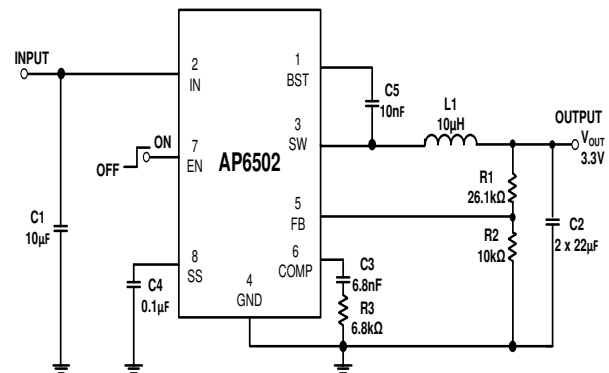 INPUT
2
IN
ON
OFF
7
EN
AP6502
C1
10µF
8
SS
C4
0.1µF
4
GND
1
BST
C5
10nF
3
SW
L1
10µH
OUTPUT
VOUT
3.3V
R1
26.1kΩ
5
FB
R2
10kΩ
C2
2 x 22µF
6
COMP
C3
6.8nF
R3
6.8kΩ